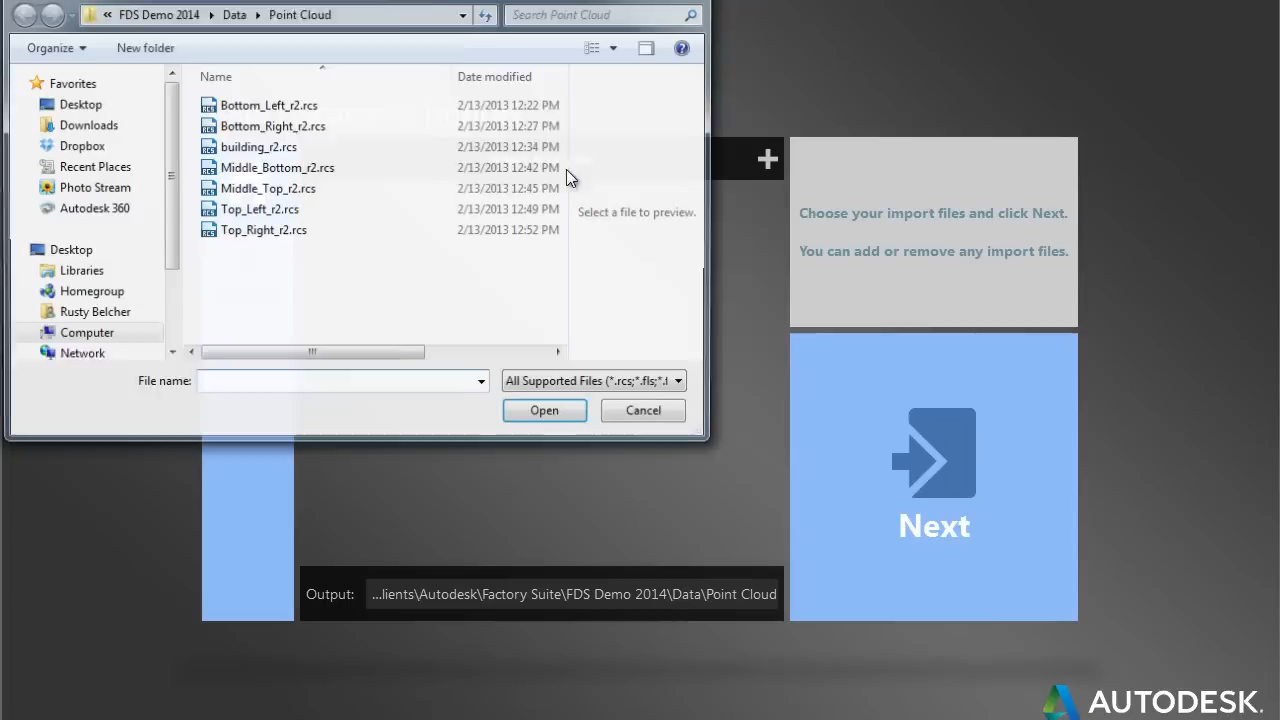 « FDS Demo 2014 Data Point Cloud Search Point Cloud
Organize New folder
Favorites
Desktop
Downloads
Dropbox
Recent Places
Photo Stream
Autodesk 360
Desktop
Libraries
Homegroup
Rusty Belcher
Computer
Network
Name Date modified
Bottom_Left_r2.rcs 2/13/2013 12:22 PM
Bottom_Right_r2.rcs 2/13/2013 12:27 PM
building_r2.rcs 2/13/2013 12:34 PM
Middle_Bottom_r2.rcs 2/13/2013 12:42 PM
Middle_Top_r2.rcs 2/13/2013 12:45 PM
Top_Left_r2.rcs 2/13/2013 12:49 PM
Top_Right_r2.rcs 2/13/2013 12:52 PM
Select a file to preview.
File name: All Supported Files (*.rcs;*.fls;*.f
Open Cancel
Choose your import files and click Next.
You can add or remove any import files.
Next
Output: ...lients\Autodesk\Factory Suite\FDS Demo 2014\Data\Point Cloud
AUTODESK.